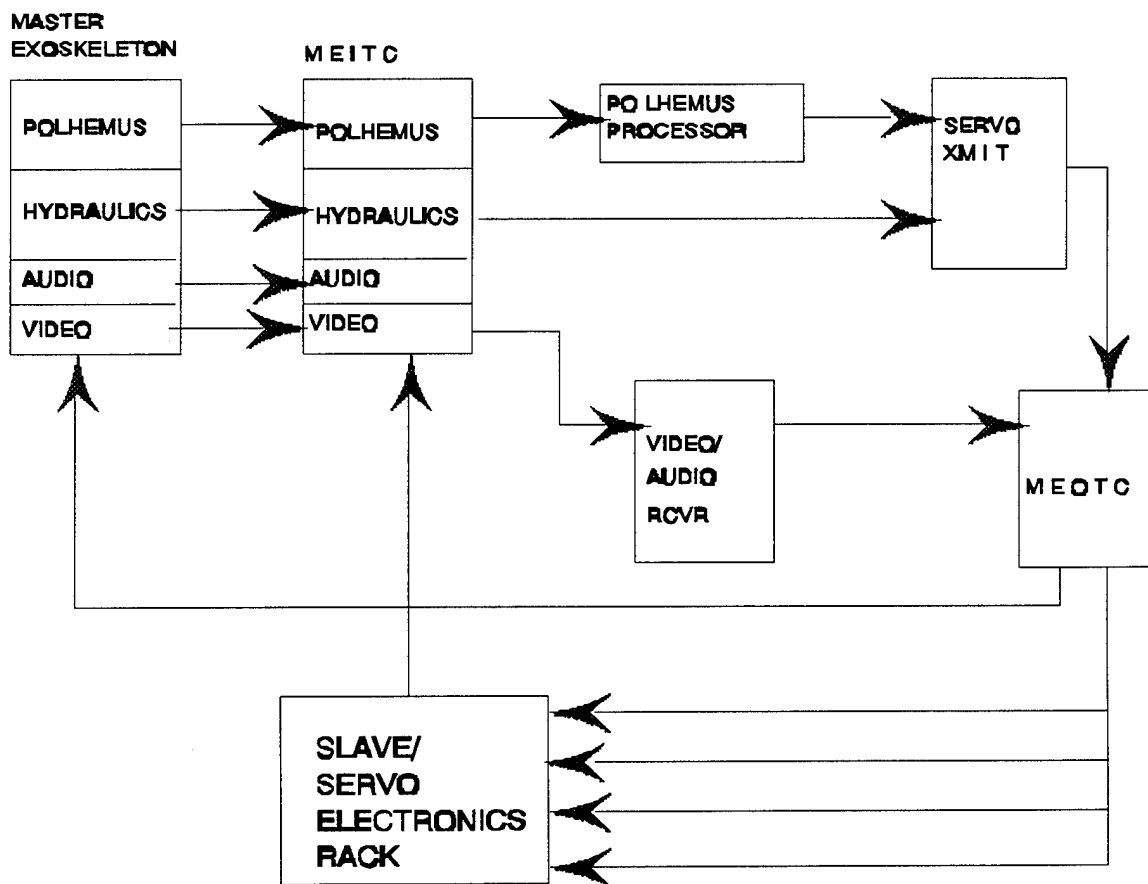 MASTER
EXOSKELETON
MEITC
POLHEMUS
HYDRAULICS
AUDIO
VIDEO
POLHEMUS
HYDRAULICS
AUDIO
VIDEO
POLHEMUS
PROCESSOR
SERVO
XMIT
VIDEO/
AUDIO
RCVR
MEOTC
SLAVE/
SERVO
ELECTRONICS
RACK